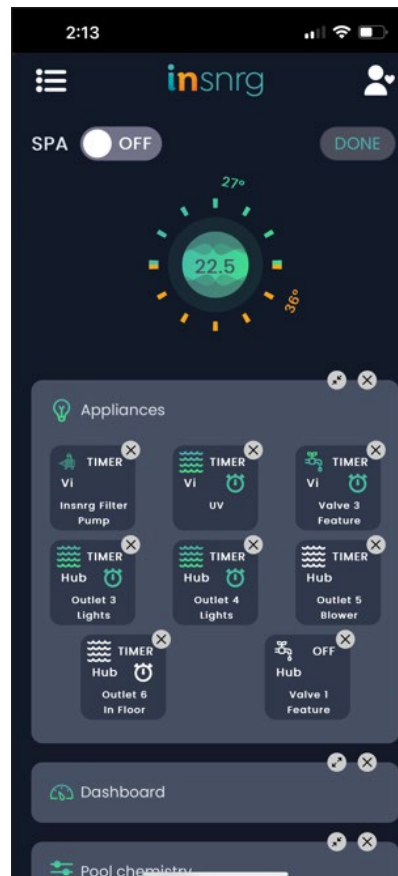 2:13
insnrg
SPA OFF DONE
27°
22.5
36°
Appliances
TIMER
Vi
Insnrg Filter
Pump
TIMER
Vi
UV
TIMER
Vi
Valve 3
Feature
TIMER
Hub
Outlet 3
Lights
TIMER
Hub
Outlet 4
Lights
TIMER
Hub
Outlet 5
Blower
TIMER
Hub
Outlet 6
In Floor
OFF
Hub
Valve 1
Feature
Dashboard
Pool chemistry